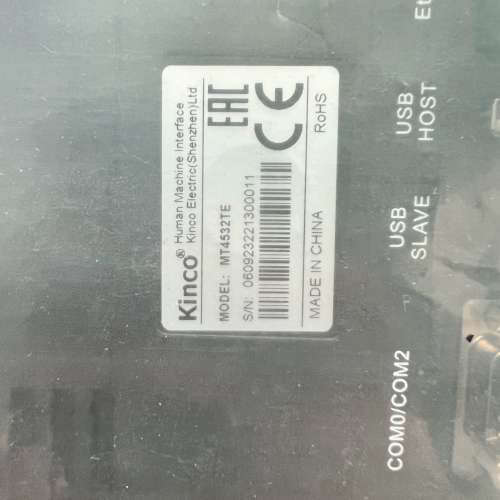 Kinco® Human Machine Interface
Kinco Electric(Shenzhen)Ltd.
MODEL: MT4532TE
S/N: 060923221300011
MADE IN CHINA
EAC
CE
RoHS
COM0/COM2
USB
SLAVE
USB
HOST